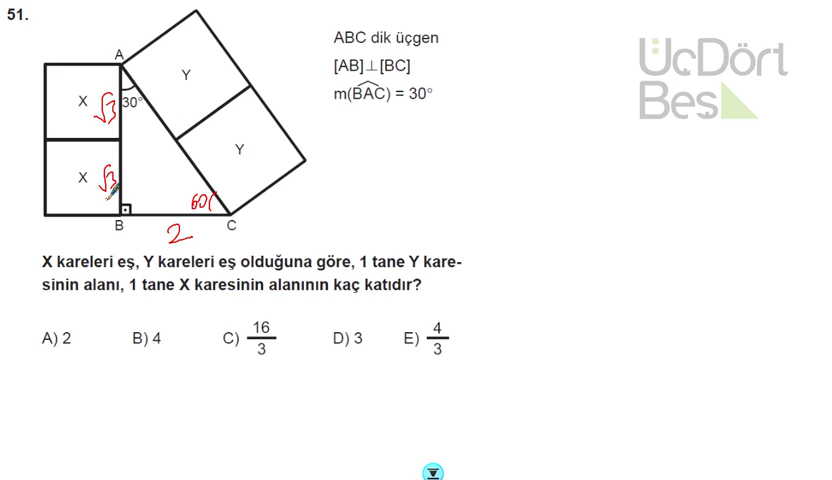 51.
ABC dik üçgen
[AB]⊥[BC]
m(BAC) = 30°
ÜçDört
Beş
A
X
√3
30°
Y
X
√3
Y
60
B
2
C
X kareleri eş, Y kareleri eş olduğuna göre, 1 tane Y kare-
sinin alanı, 1 tane X karesinin alanının kaç katıdır?
A) 2 B) 4 C) 16/3 D) 3 E) 4/3